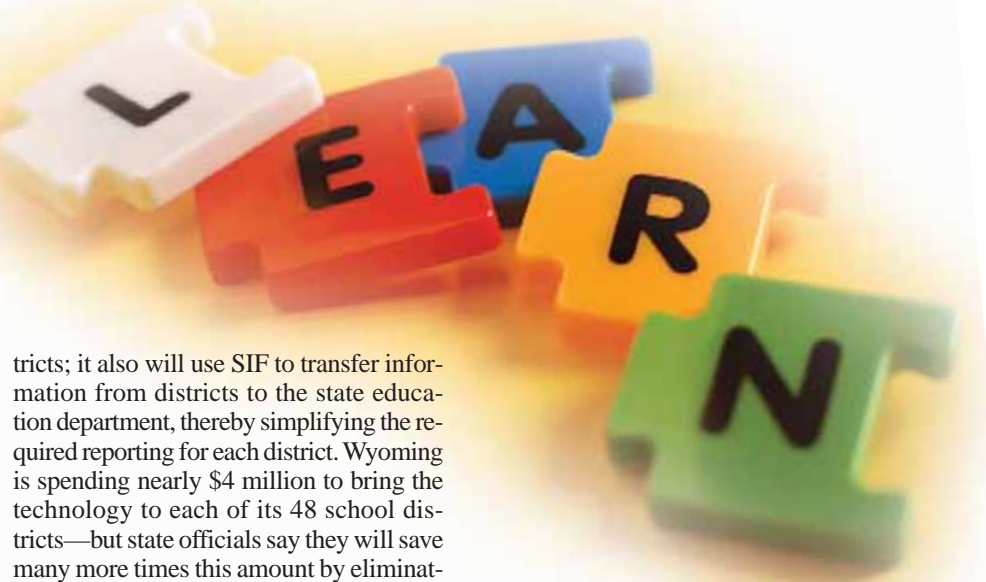 L
E
A
R
N
tricts; it also will use SIF to transfer infor-
mation from districts to the state educa-
tion department, thereby simplifying the re-
quired reporting for each district. Wyoming
is spending nearly $4 million to bring the
technology to each of its 48 school dis-
tricts—but state officials say they will save
many more times this amount by eliminat-